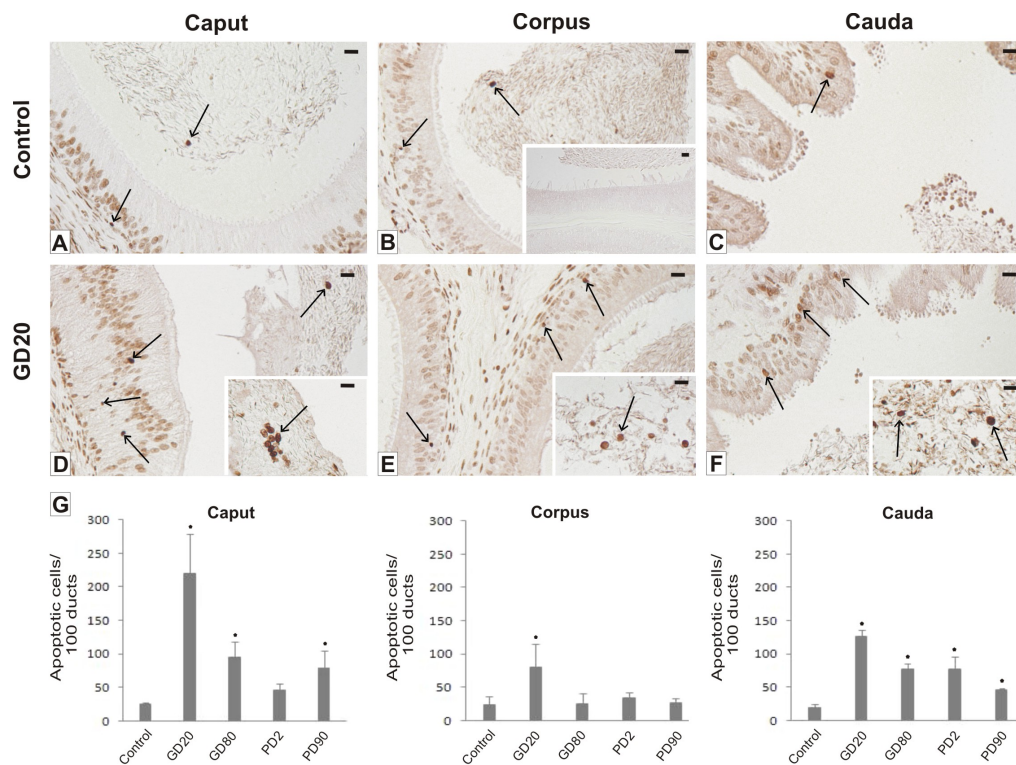 Caput Corpus Cauda
Control
A B C
GD20
D E F
G
Caput Corpus Cauda
Apoptotic cells/
100 ducts
300
250
200
150
100
50
0
Control GD20 GD80 PD2 PD90
Apoptotic cells/
100 ducts
300
250
200
150
100
50
0
Control GD20 GD80 PD2 PD90
Apoptotic cells/
100 ducts
300
250
200
150
100
50
0
Control GD20 GD80 PD2 PD90